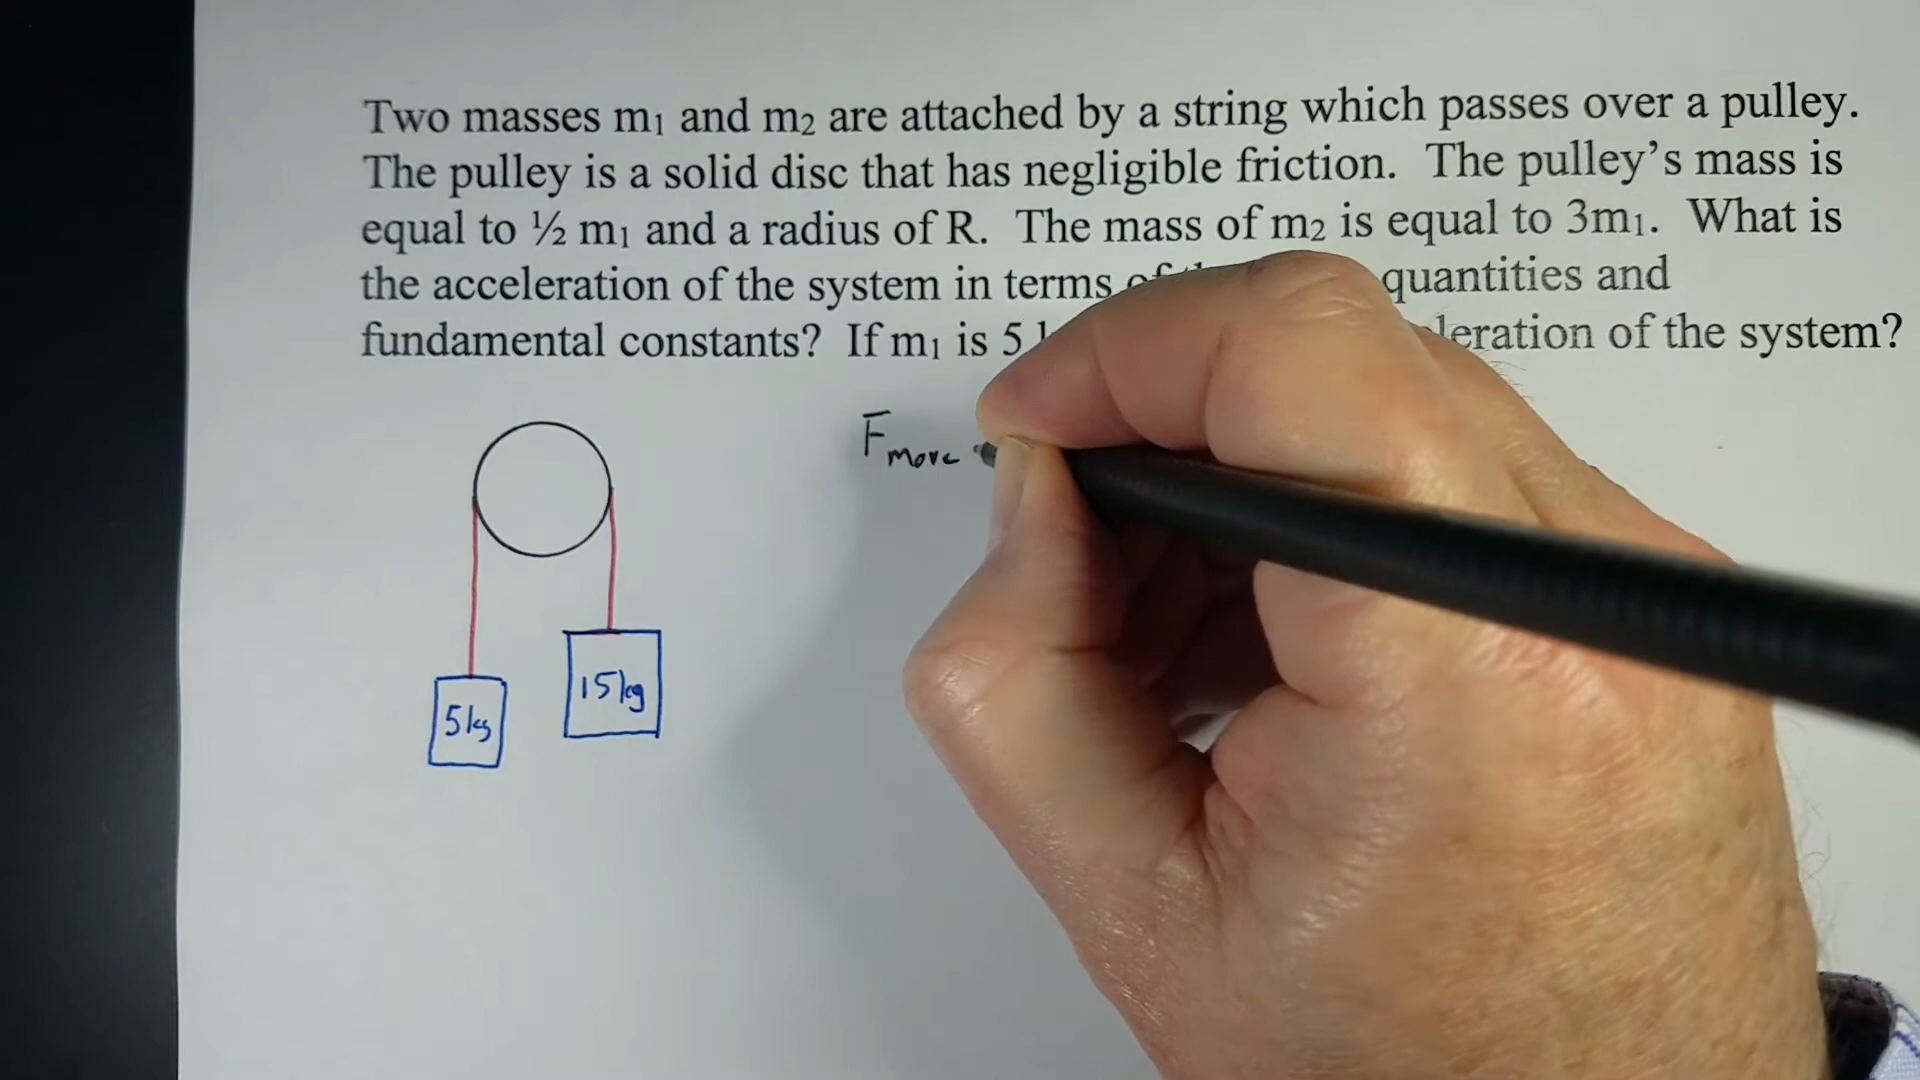 Two masses m₁ and m₂ are attached by a string which passes over a pulley.
The pulley is a solid disc that has negligible friction. The pulley’s mass is
equal to ½ m₁ and a radius of R. The mass of m₂ is equal to 3m₁. What is
the acceleration of the system in terms quantities and
fundamental constants? If m₁ is 5 of the system?
Fmove
15kg
5kg